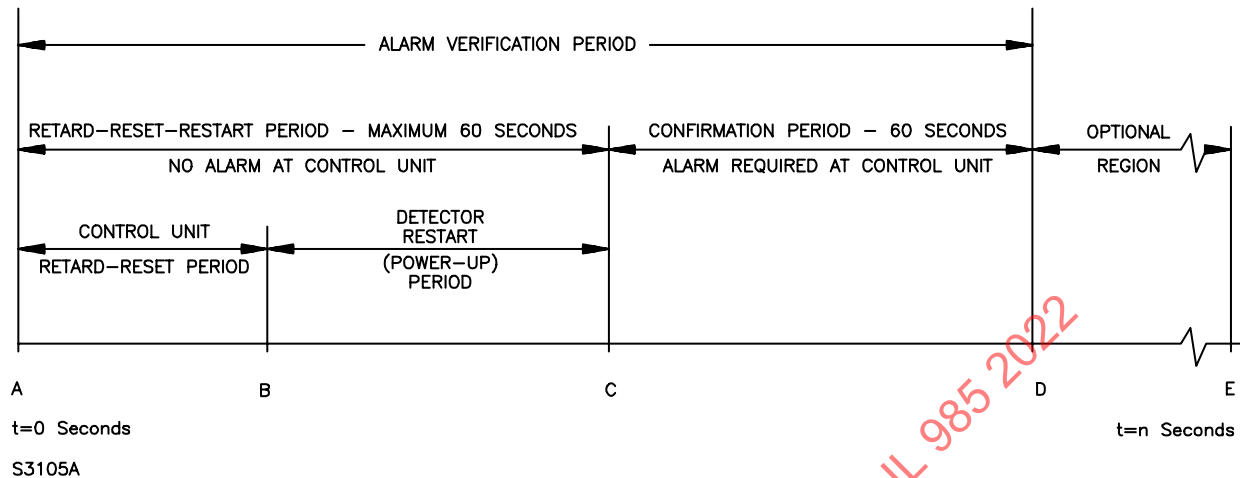 ALARM VERIFICATION PERIOD
RETARD-RESET-RESTART PERIOD - MAXIMUM 60 SECONDS
NO ALARM AT CONTROL UNIT
CONFIRMATION PERIOD - 60 SECONDS
ALARM REQUIRED AT CONTROL UNIT
OPTIONAL
REGION
CONTROL UNIT
RETARD-RESET PERIOD
DETECTOR
RESTART
(POWER-UP)
PERIOD
A B C D E
t=0 Seconds
t=n Seconds
S3105A
985 2022